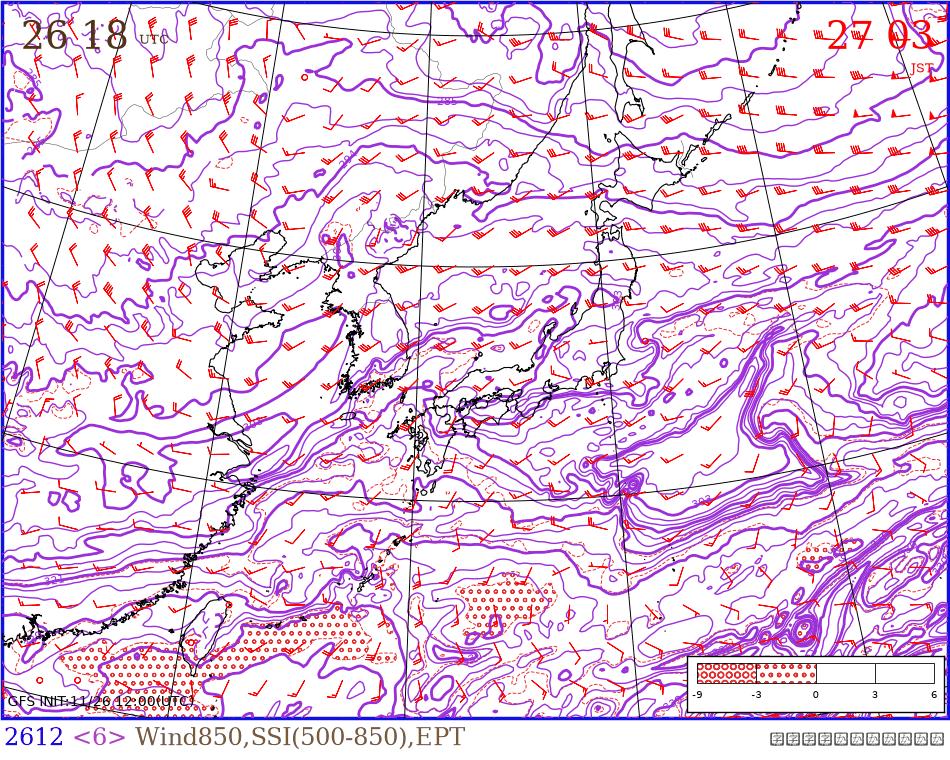 26 18 UTC
27 03
JST
285
GFS INIT:11/26 12:00(UTC)
-9 -3 0 3 6
2612 <6> Wind850,SSI(500-850),EPT